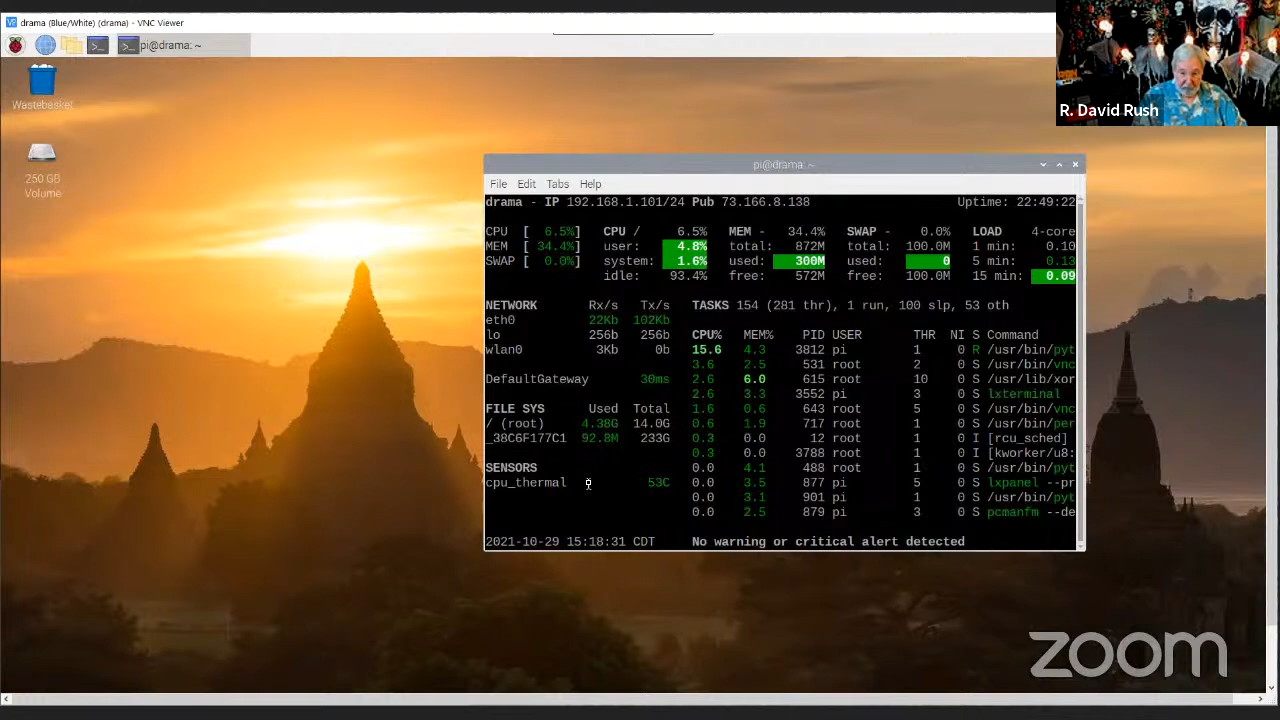 drama (Blue/White) (drama) - VNC Viewer
pi@drama: ~
Wastebasket
250 GB
Volume
R. David Rush
pi@drama: ~
File Edit Tabs Help
drama - IP 192.168.1.101/24 Pub 73.166.8.138 Uptime: 22:49:22
CPU [ 6.5%] CPU / 6.5% MEM - 34.4% SWAP - 0.0% LOAD 4-core
MEM [ 34.4%] user: 4.8% total: 872M total: 100.0M 1 min: 0.10
SWAP [ 0.0%] system: 1.6% used: 300M used: 0 5 min: 0.13
idle: 93.4% free: 572M free: 100.0M 15 min: 0.09
NETWORK Rx/s Tx/s TASKS 154 (281 thr), 1 run, 100 slp, 53 oth
eth0 22Kb 102Kb
lo 256b 256b CPU% MEM% PID USER THR NI S Command
wlan0 3Kb 0b 15.6 4.3 3812 pi 1 0 R /usr/bin/pyt
3.6 2.5 531 root 2 0 S /usr/bin/vnc
DefaultGateway 30ms 2.6 6.0 615 root 10 0 S /usr/lib/xor
2.6 3.3 3552 pi 3 0 S lxterminal
FILE SYS Used Total 1.6 0.6 643 root 5 0 S /usr/bin/vnc
/ (root) 4.38G 14.0G 0.6 1.9 717 root 1 0 S /usr/bin/per
_38C6F177C1 92.8M 233G 0.3 0.0 12 root 1 0 I [rcu_sched]
0.3 0.0 3788 root 1 0 I [kworker/u8:
SENSORS 0.0 4.1 488 root 1 0 S /usr/bin/pyt
cpu_thermal 53C 0.0 3.5 877 pi 5 0 S lxpanel --pr
0.0 3.1 901 pi 1 0 S /usr/bin/pyt
0.0 2.5 879 pi 3 0 S pcmanfm --de
2021-10-29 15:18:31 CDT No warning or critical alert detected
zoom